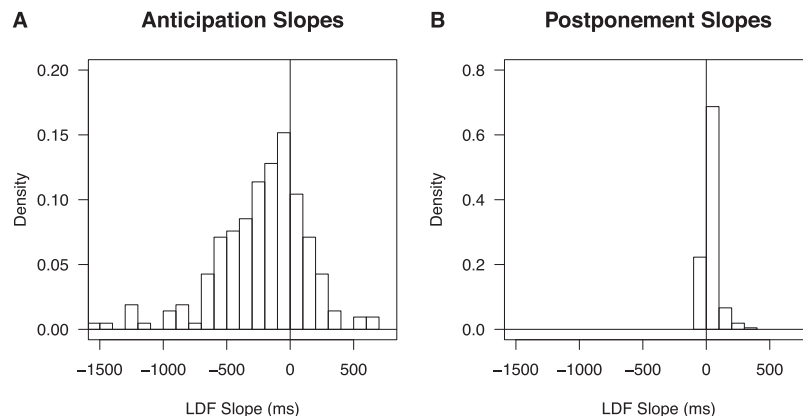 A Anticipation Slopes
B Postponement Slopes
Density
0.20
0.15
0.10
0.05
0.00
−1500 −1000 −500 0 500
LDF Slope (ms)
Density
0.8
0.6
0.4
0.2
0.0
−1500 −1000 −500 0 500
LDF Slope (ms)